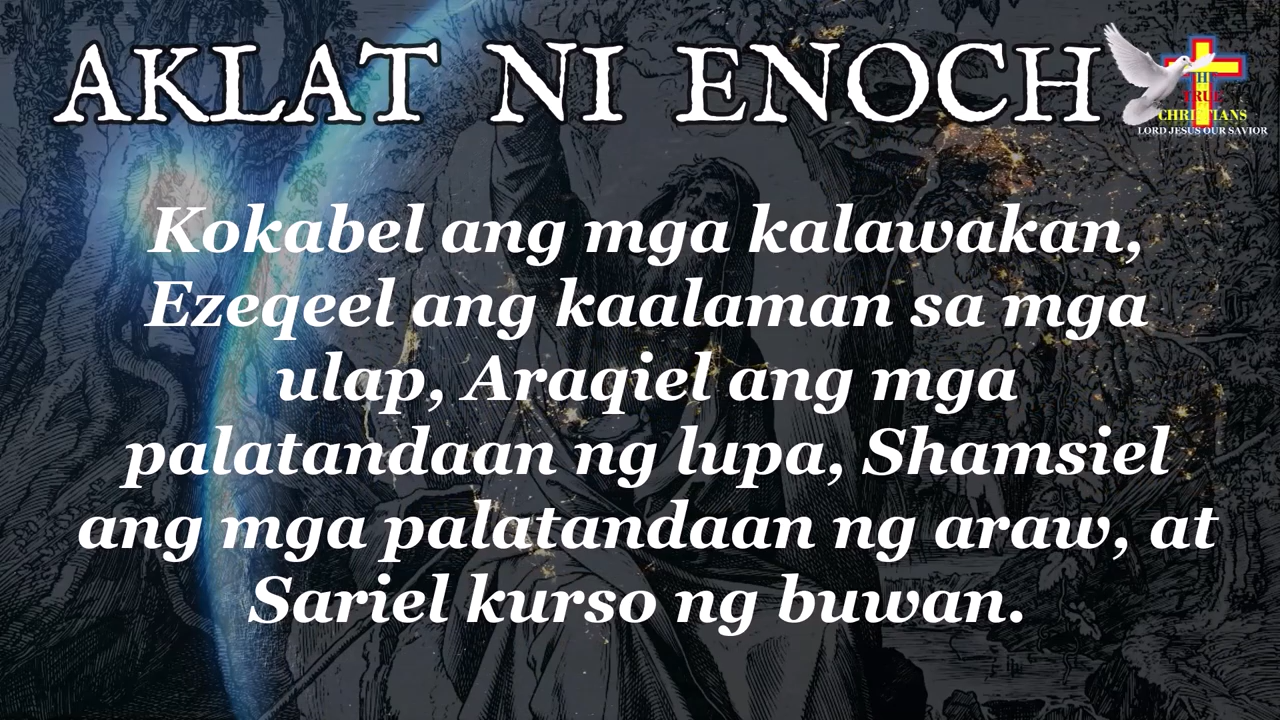 AKLAT NI ENOCH
TRUE
CHRISTIANS
LORD JESUS OUR SAVIOR
Kokabel ang mga kalawakan,
Ezeqeel ang kaalaman sa mga
ulap, Araqiel ang mga
palatandaan ng lupa, Shamsiel
ang mga palatandaan ng araw, at
Sariel kurso ng buwan.